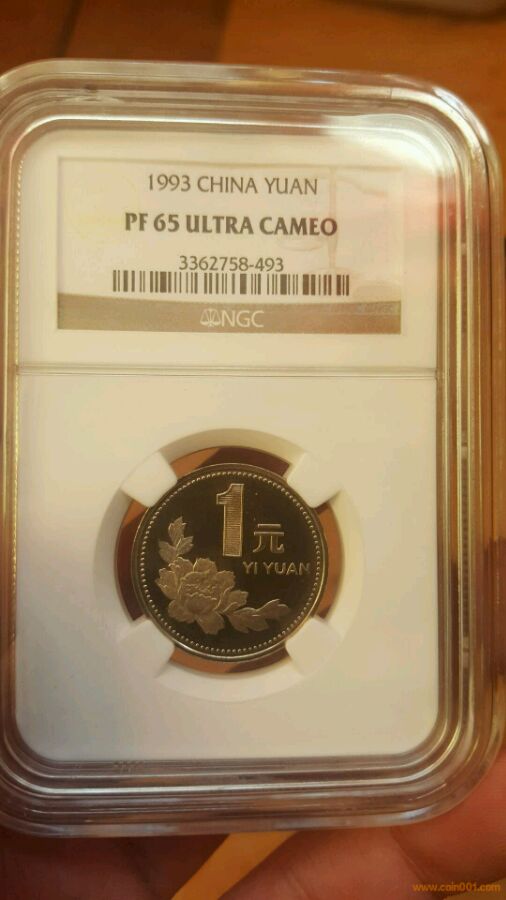 1993 CHINA YUAN
PF 65 ULTRA CAMEO
3362758-493
NGC
1元
YI YUAN
www.coin001.com